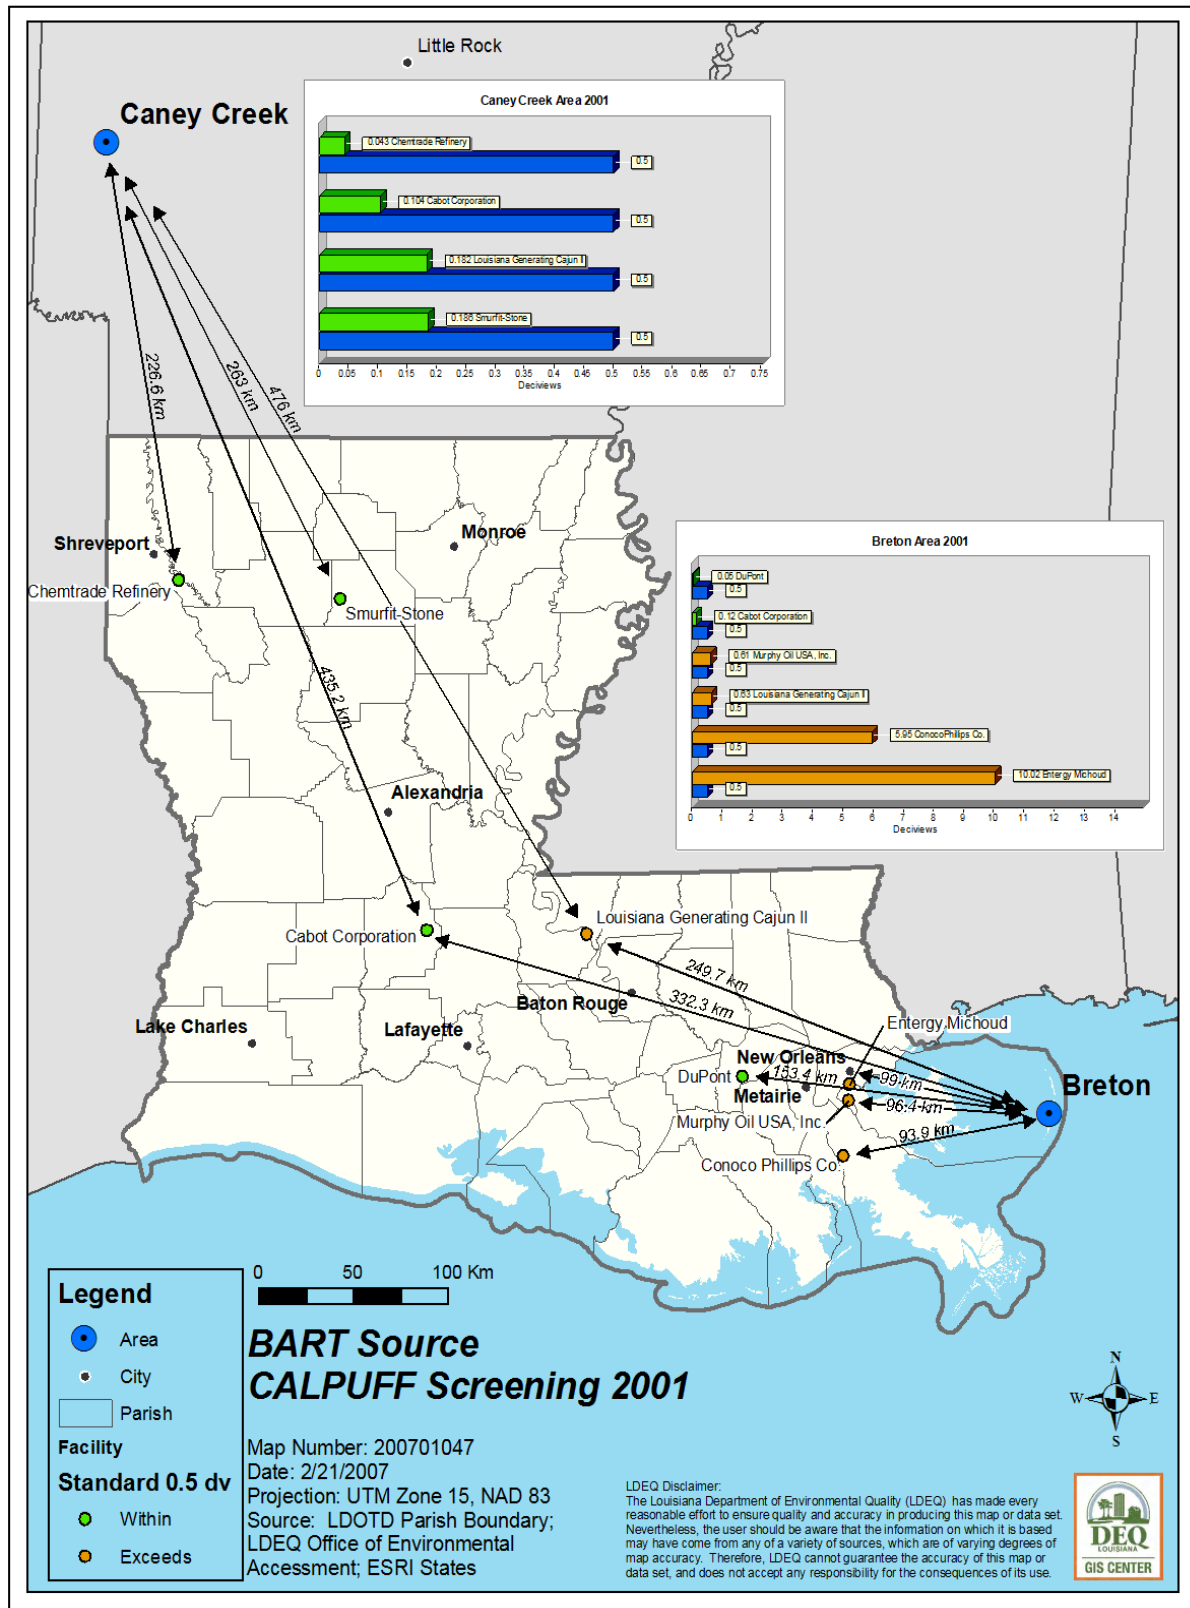 Little Rock
Caney Creek
Caney Creek Area 2001
0.043 Chemtrade Refinery
0.5
0.104 Cabot Corporation
0.5
0.182 Louisiana Generating Cajun II
0.5
0.186 Smurfit-Stone
0.5
0 0.05 0.1 0.15 0.2 0.25 0.3 0.35 0.4 0.45 0.5 0.55 0.6 0.65 0.7 0.75
Deciviews
226.6 km
263 km
476 km
435.2 km
Shreveport
Monroe
Chemtrade Refinery
Smurfit-Stone
Breton Area 2001
0.05 DuPont
0.5
0.12 Cabot Corporation
0.5
0.61 Murphy Oil USA, Inc.
0.5
0.63 Louisiana Generating Cajun II
0.5
5.95 ConocoPhillips Co.
0.5
10.02 Entergy Michoud
0.5
0 1 2 3 4 5 6 7 8 9 10 11 12 13 14
Deciviews
Alexandria
Louisiana Generating Cajun II
Cabot Corporation
249.7 km
332.3 km
Baton Rouge
Lake Charles
Lafayette
Entergy Michoud
New Orleans
DuPont
153.4 km
99 km
Breton
Metairie
96.4 km
Murphy Oil USA, Inc.
93.9 km
Conoco Phillips Co.
0 50 100 Km
Legend
Area
City
Parish
Facility
Standard 0.5 dv
Within
Exceeds
BART Source
CALPUFF Screening 2001
Map Number: 200701047
Date: 2/21/2007
Projection: UTM Zone 15, NAD 83
Source: LDOTD Parish Boundary;
LDEQ Office of Environmental
Assessment; ESRI States
N
W E
S
LDEQ Disclaimer:
The Louisiana Department of Environmental Quality (LDEQ) has made every
reasonable effort to ensure quality and accuracy in producing this map or data set.
Nevertheless, the user should be aware that the information on which it is based
may have come from any of a variety of sources, which are of varying degrees of
map accuracy. Therefore, LDEQ cannot guarantee the accuracy of this map or
data set, and does not accept any responsibility for the consequences of its use.
DEQ
LOUISIANA
GIS CENTER